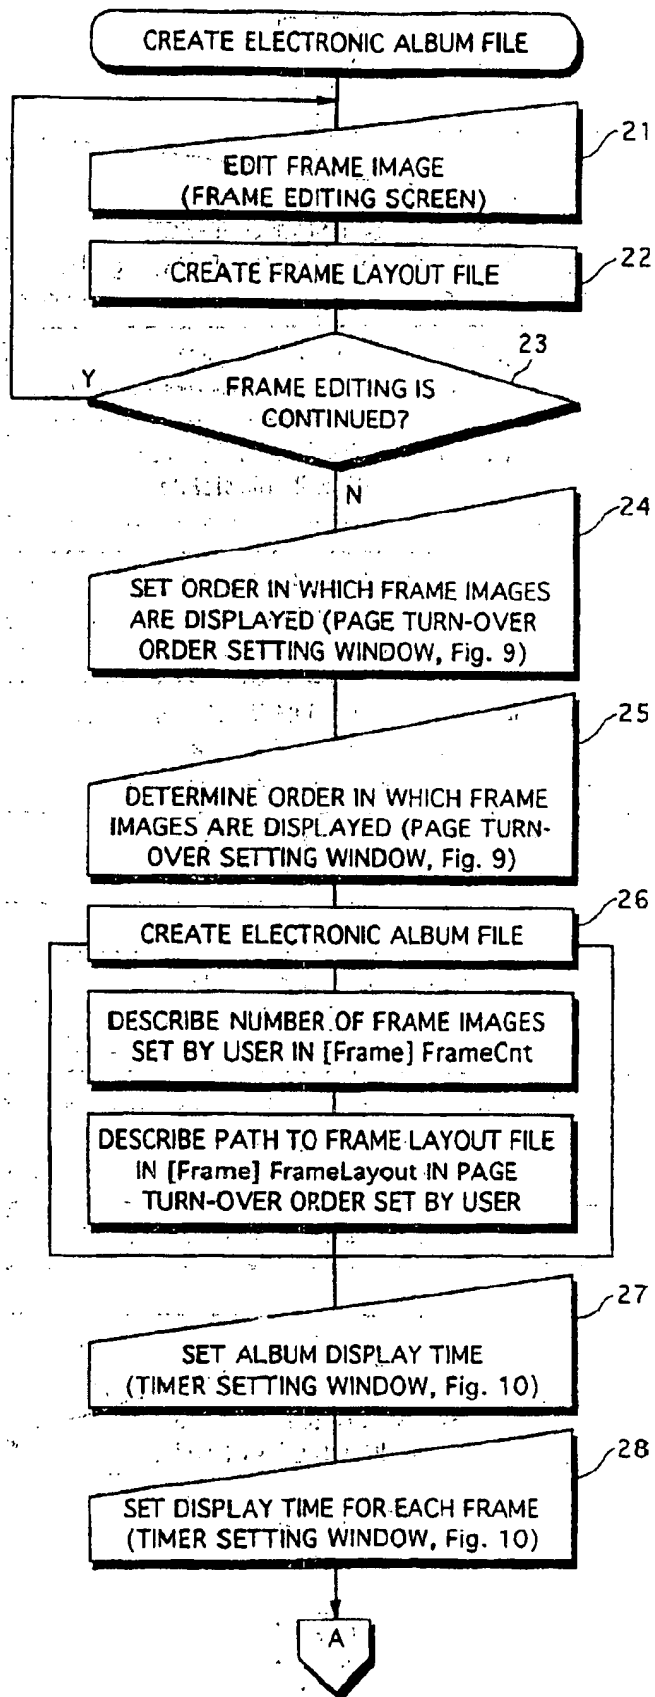 CREATE ELECTRONIC ALBUM FILE
21
EDIT FRAME IMAGE
(FRAME EDITING SCREEN)
22
CREATE FRAME LAYOUT FILE
23
Y
FRAME EDITING IS
CONTINUED?
N
24
SET ORDER IN WHICH FRAME IMAGES
ARE DISPLAYED (PAGE TURN-OVER
ORDER SETTING WINDOW, Fig. 9)
25
DETERMINE ORDER IN WHICH FRAME
IMAGES ARE DISPLAYED (PAGE TURN-
OVER SETTING WINDOW, Fig. 9)
26
CREATE ELECTRONIC ALBUM FILE
DESCRIBE NUMBER OF FRAME IMAGES
SET BY USER IN [Frame] FrameCnt
DESCRIBE PATH TO FRAME LAYOUT FILE
IN [Frame] FrameLayout IN PAGE
TURN-OVER ORDER SET BY USER
27
SET ALBUM DISPLAY TIME
(TIMER SETTING WINDOW, Fig. 10)
28
SET DISPLAY TIME FOR EACH FRAME
(TIMER SETTING WINDOW, Fig. 10)
A